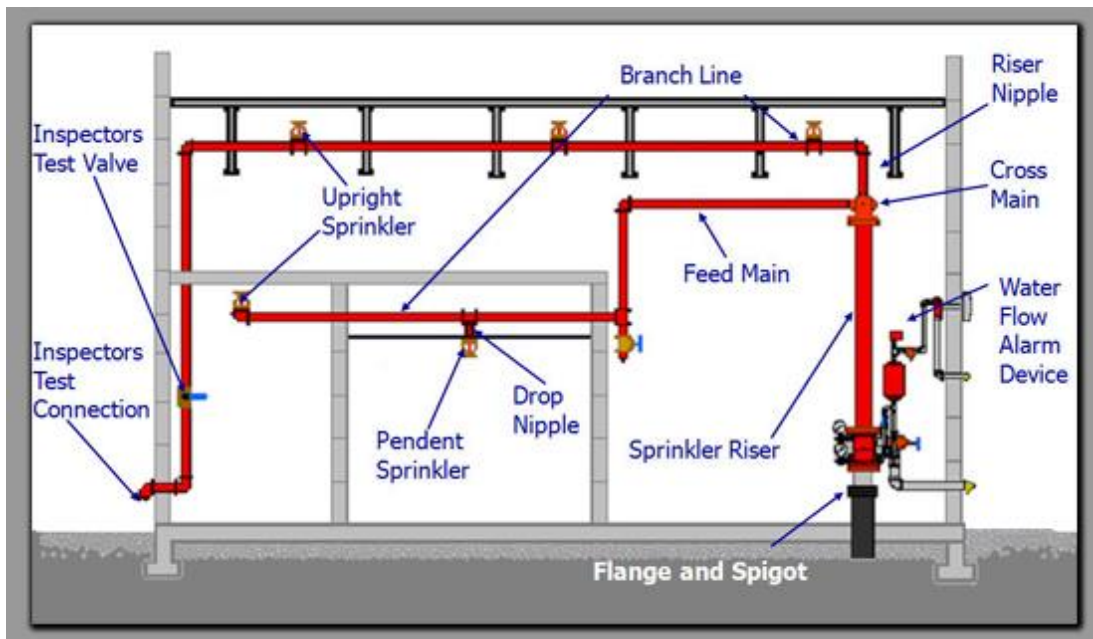 Branch Line
Riser
Nipple
Inspectors
Test Valve
Upright
Sprinkler
Cross
Main
Feed Main
Water
Flow
Alarm
Device
Inspectors
Test
Connection
Drop
Nipple
Pendent
Sprinkler
Sprinkler Riser
Flange and Spigot